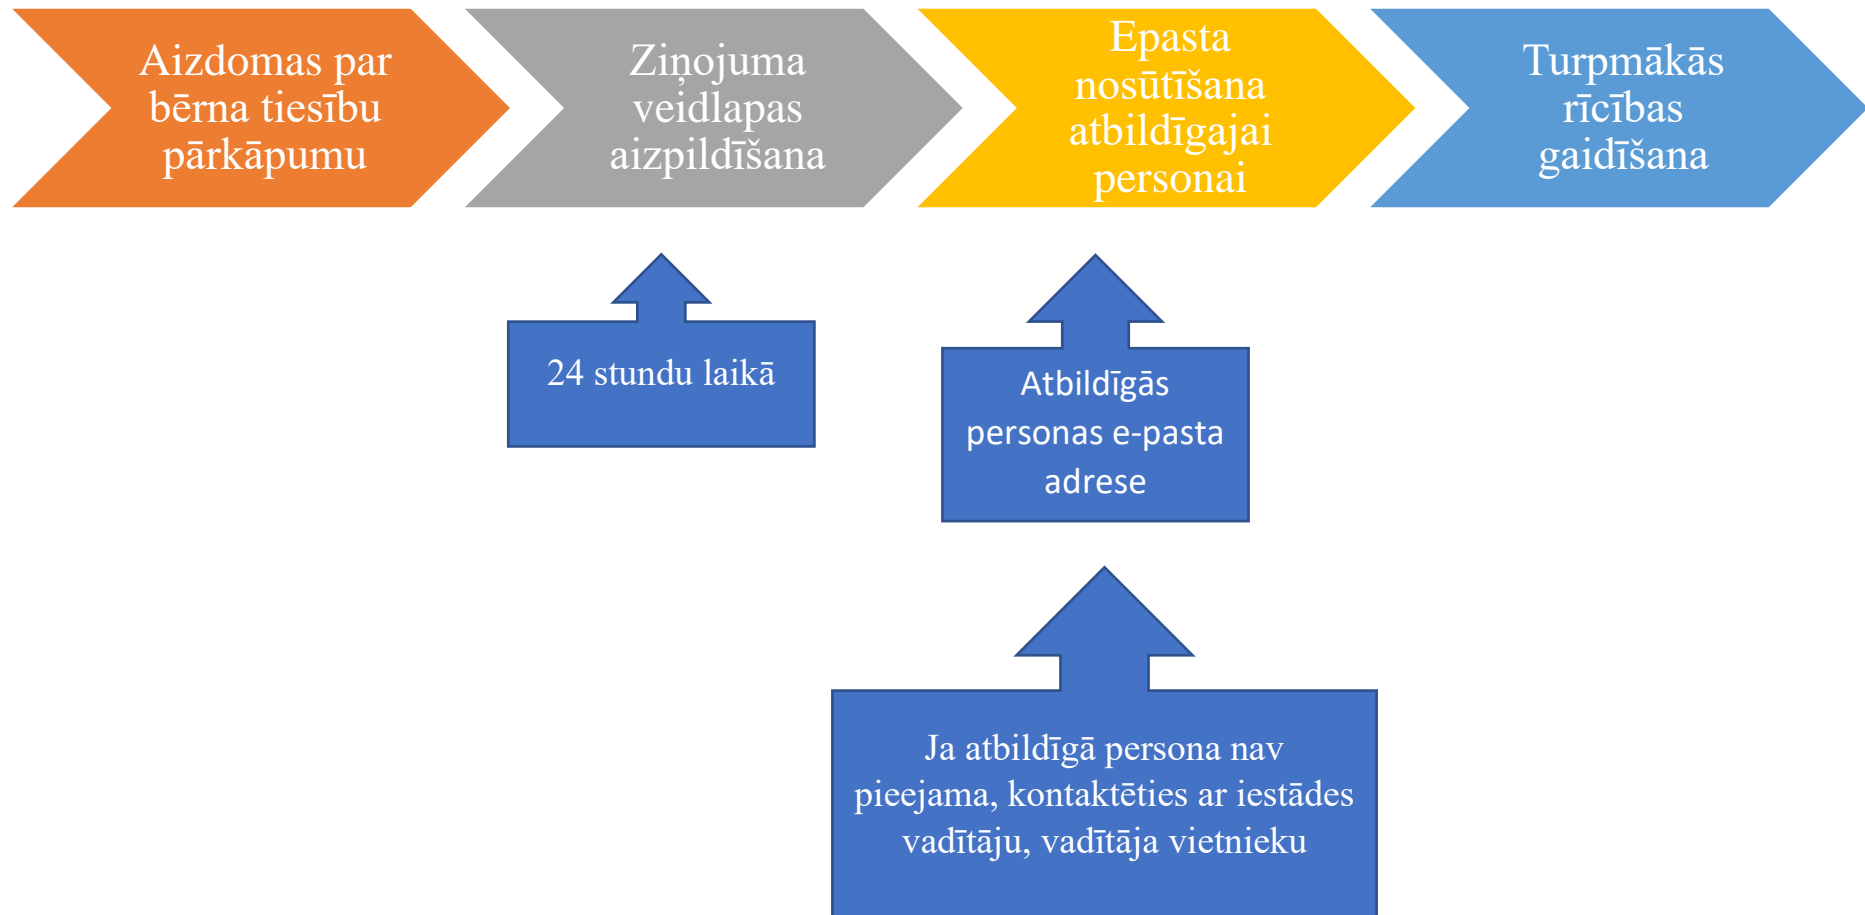 Aizdomas par
bērna tiesību
pārkāpumu
Ziņojuma
veidlapas
aizpildīšana
Epasta
nosūtīšana
atbildīgajai
personai
Turpmākās
rīcības
gaidīšana
24 stundu laikā
Atbildīgās
personas e-pasta
adrese
Ja atbildīgā persona nav
pieejama, kontaktēties ar iestādes
vadītāju, vadītāja vietnieku